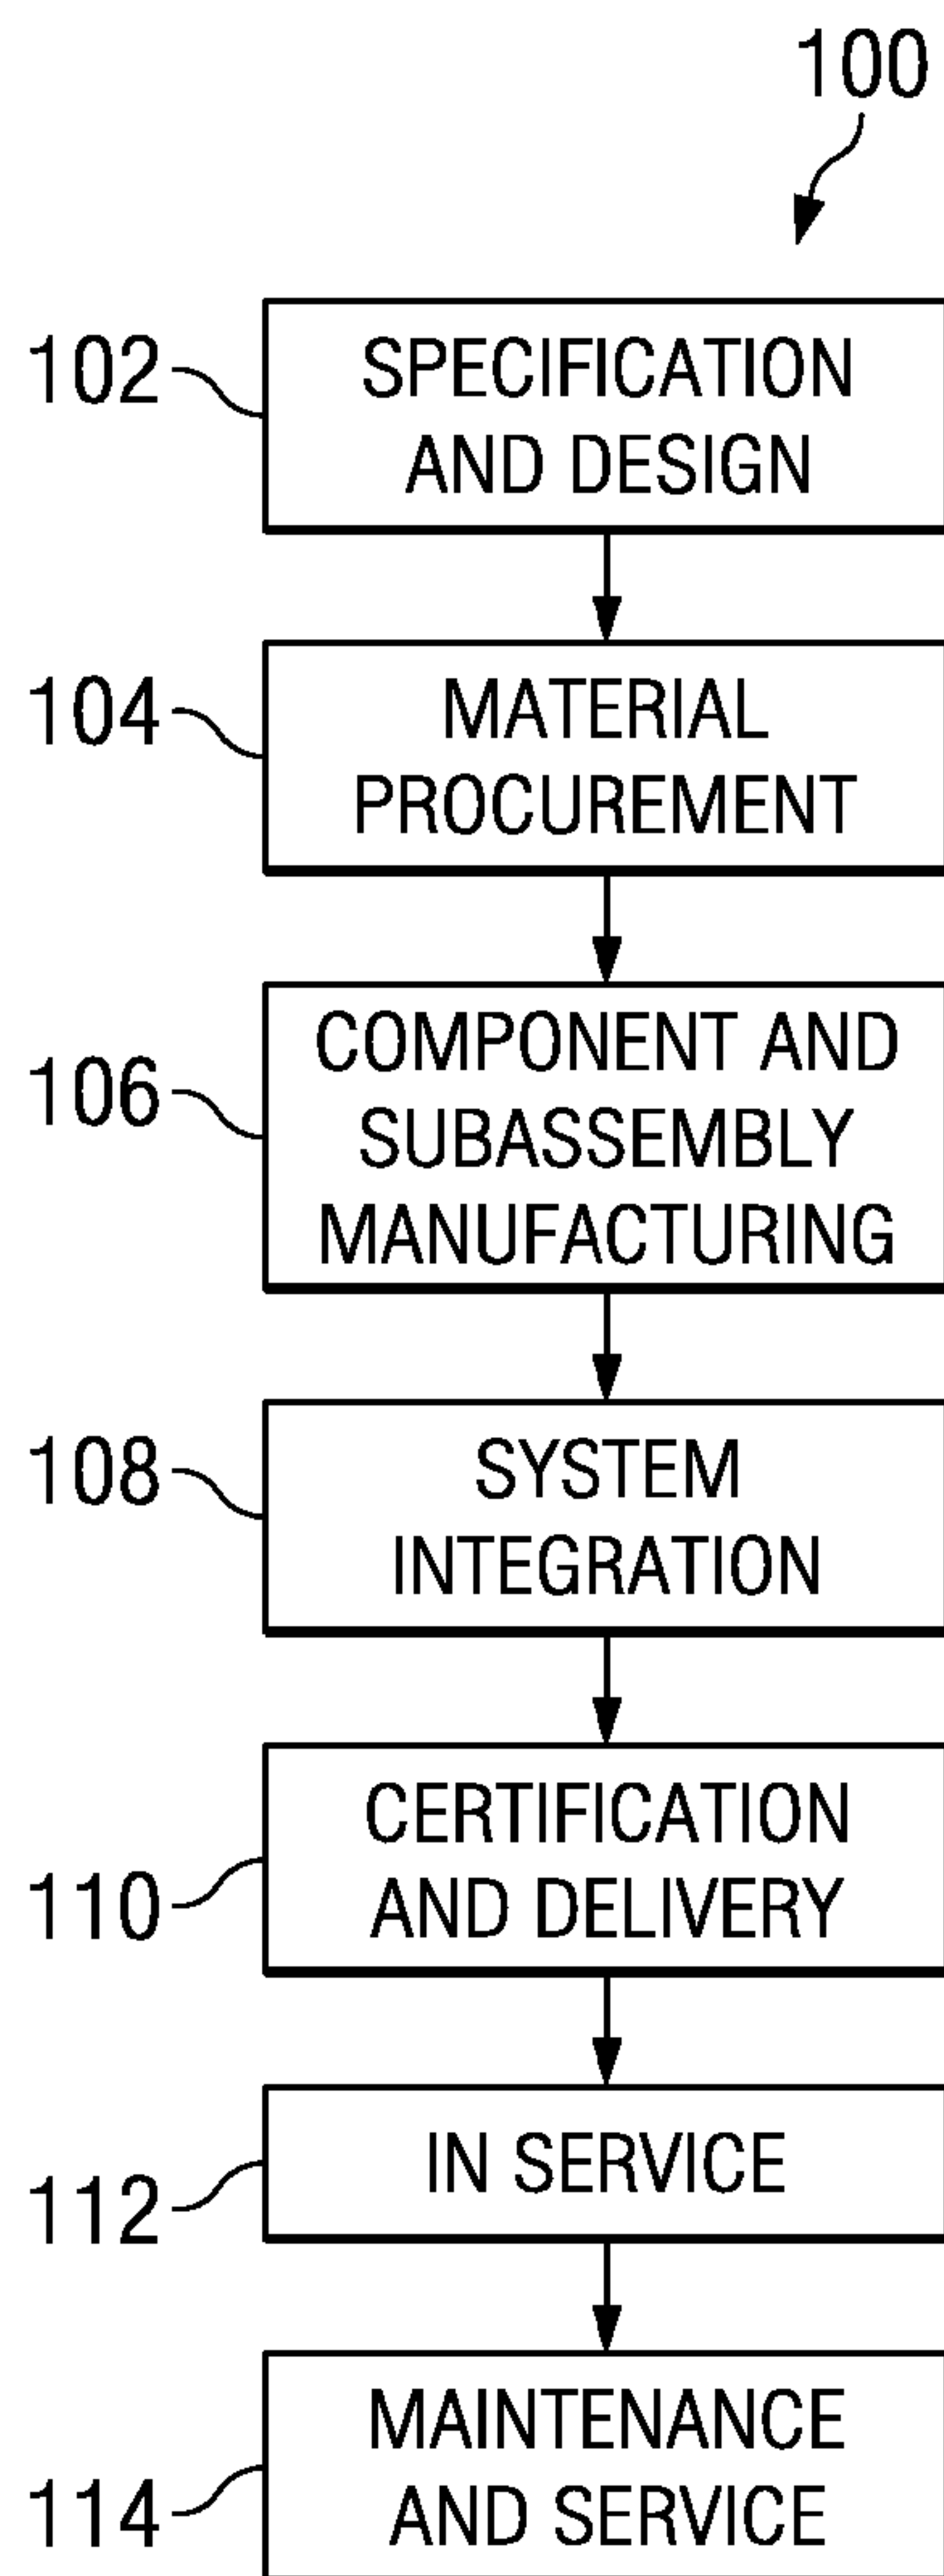 100
102
SPECIFICATION
AND DESIGN
104
MATERIAL
PROCUREMENT
106
COMPONENT AND
SUBASSEMBLY
MANUFACTURING
108
SYSTEM
INTEGRATION
110
CERTIFICATION
AND DELIVERY
112
IN SERVICE
114
MAINTENANCE
AND SERVICE